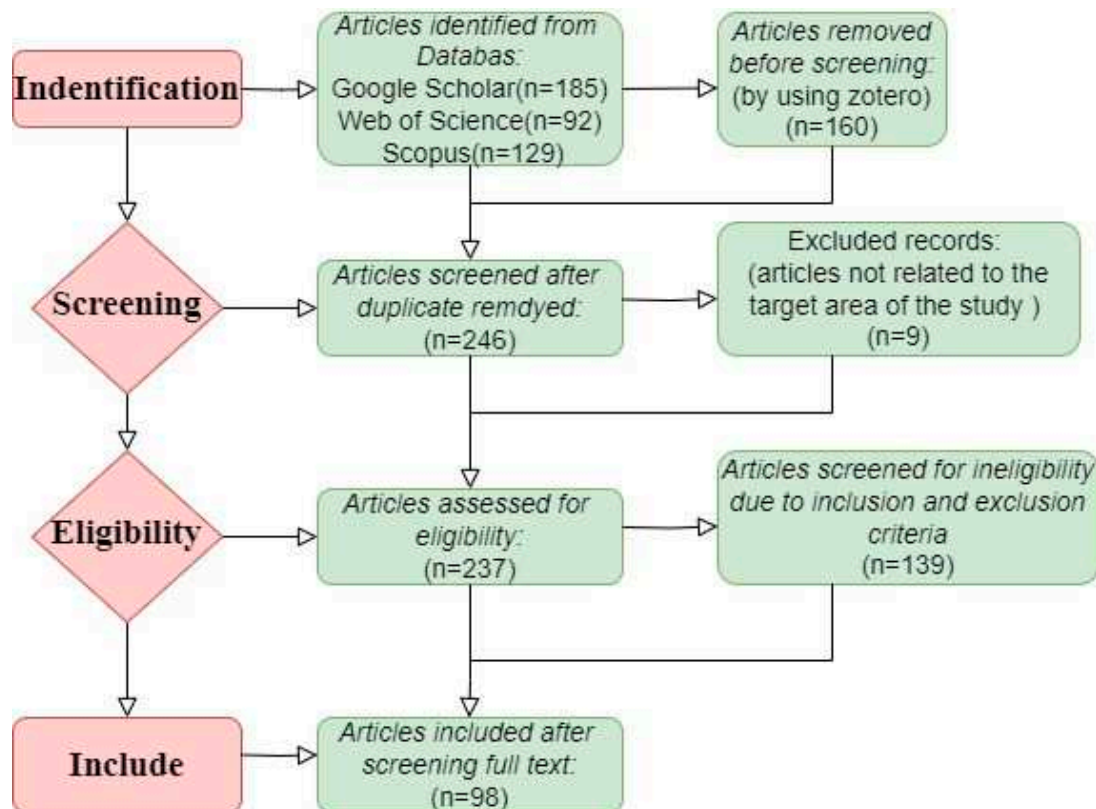 Indentification
Articles identified from
Databas:
Google Scholar(n=185)
Web of Science(n=92)
Scopus(n=129)
Articles removed
before screening:
(by using zotero)
(n=160)
Screening
Articles screened after
duplicate remdyed:
(n=246)
Excluded records:
(articles not related to the
target area of the study )
(n=9)
Eligibility
Articles assessed for
eligibility:
(n=237)
Articles screened for ineligibility
due to inclusion and exclusion
criteria
(n=139)
Include
Articles included after
screening full text:
(n=98)